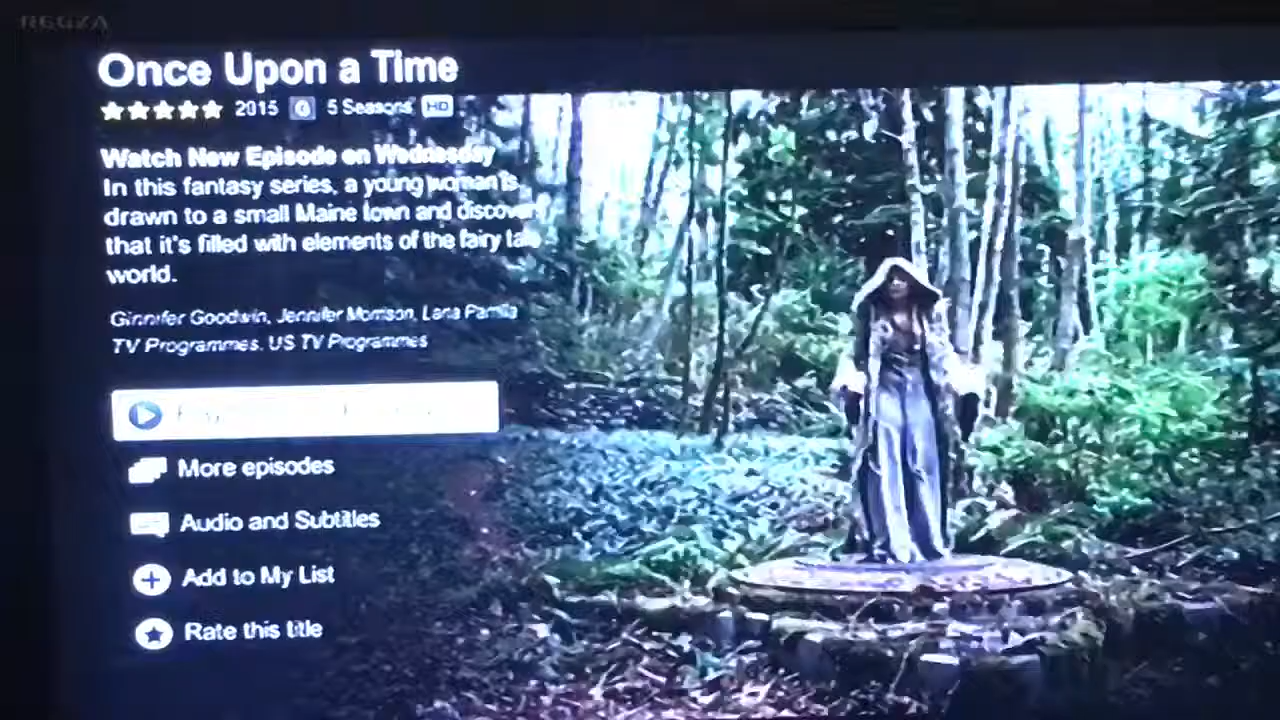 REGZA
Once Upon a Time
2015 G 5 Seasons HD
Watch New Episode on Wednesday
In this fantasy series, a young woman is
drawn to a small Maine town and discovers
that it's filled with elements of the fairy tale
world.
Ginnifer Goodwin, Jennifer Morrison, Lana Parrilla
TV Programmes, US TV Programmes
More episodes
Audio and Subtitles
Add to My List
Rate this title